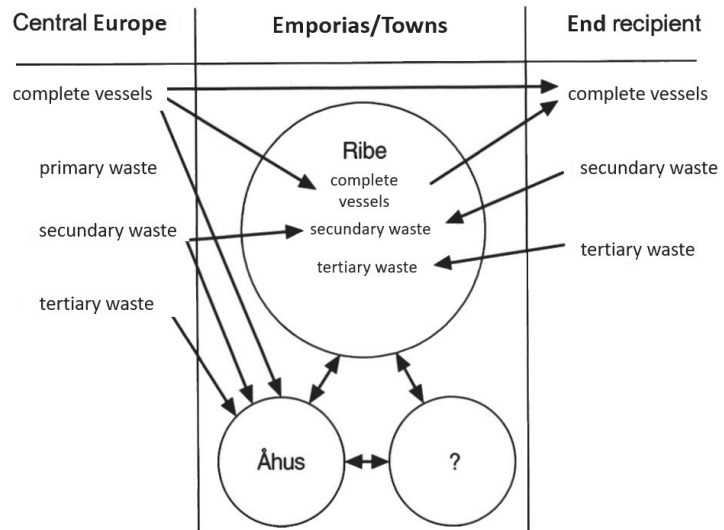 Central Europe
Emporias/Towns
End recipient
complete vessels
primary waste
secundary waste
tertiary waste
Ribe
complete
vessels
secundary waste
tertiary waste
Åhus
?
complete vessels
secundary waste
tertiary waste